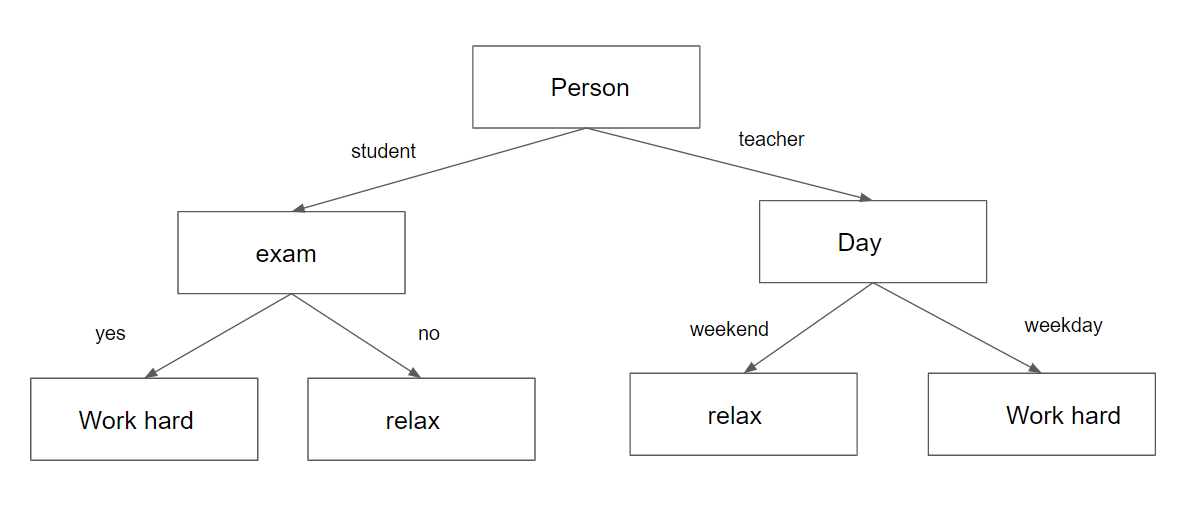 Person
student
teacher
exam
Day
yes
no
weekend
weekday
Work hard
relax
relax
Work hard